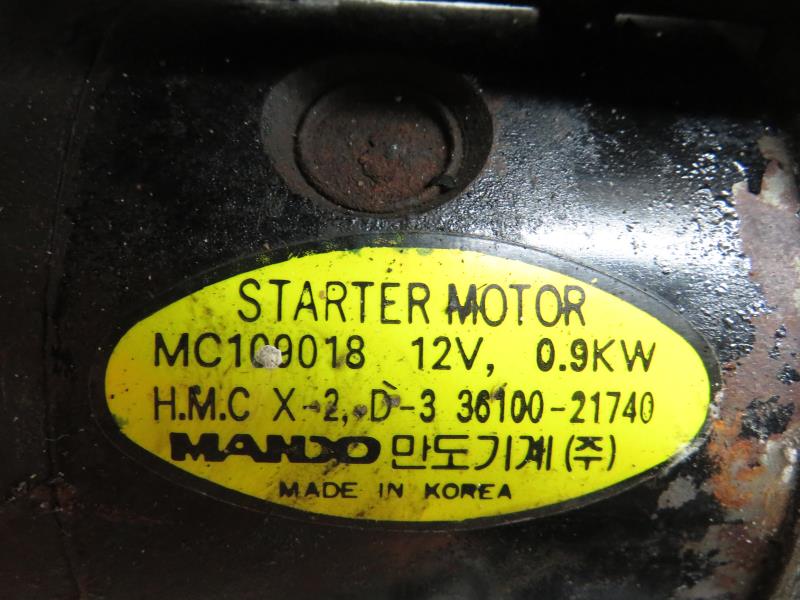 STARTER MOTOR
MC109018 12V, 0.9KW
H.M.C X-2, D-3 36100-21740
MANDO 만도기계(주)
MADE IN KOREA